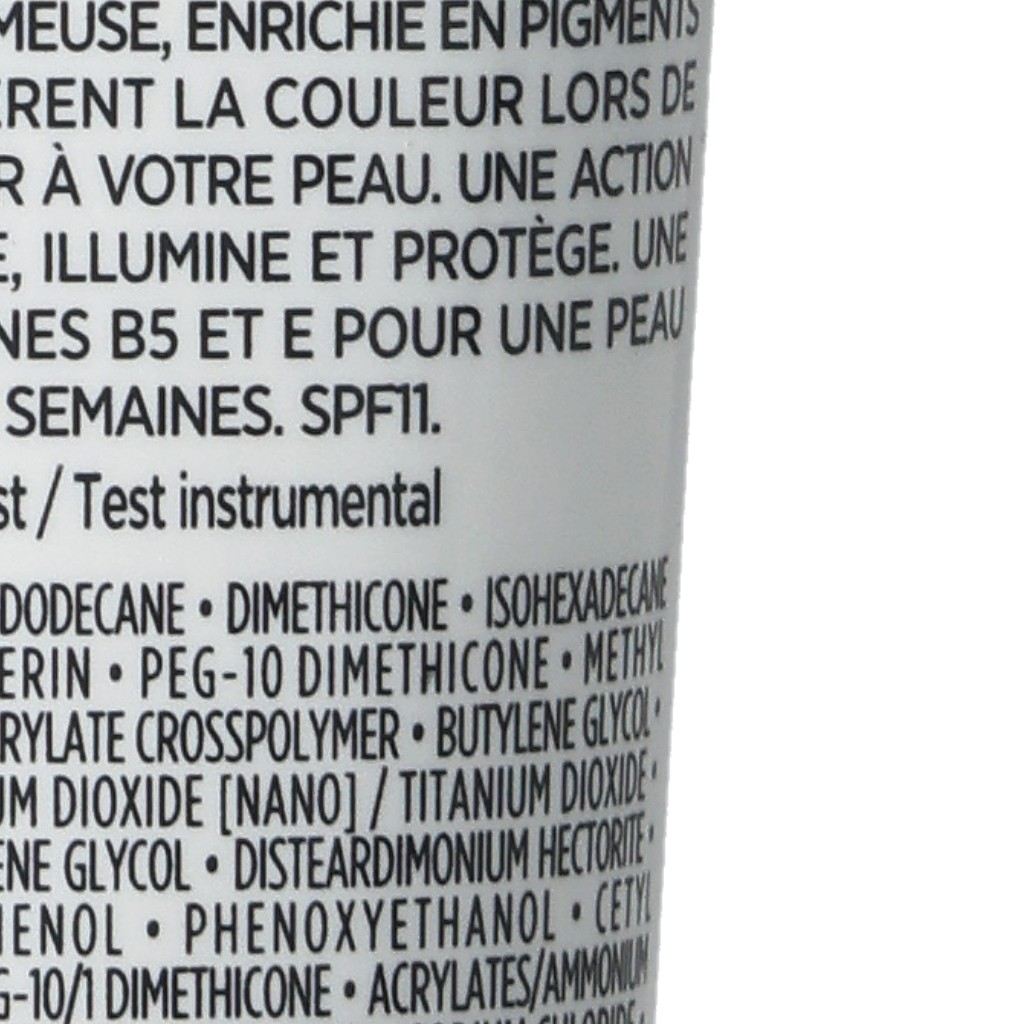 MEUSE, ENRICHIE EN PIGMENTS
ÈRENT LA COULEUR LORS DE
R À VOTRE PEAU. UNE ACTION
E, ILLUMINE ET PROTÈGE. UNE
NES B5 ET E POUR UNE PEAU
SEMAINES. SPF11.
st / Test instrumental
DODECANE • DIMETHICONE • ISOHEXADECANE
ERIN • PEG-10 DIMETHICONE • METHYL
RYLATE CROSSPOLYMER • BUTYLENE GLYCOL •
UM DIOXIDE [NANO] / TITANIUM DIOXIDE •
ENE GLYCOL • DISTEARDIMONIUM HECTORITE •
HENOL • PHENOXYETHANOL • CETYL
G-10/1 DIMETHICONE • ACRYLATES/AMMONIUM
CHLORIDE •